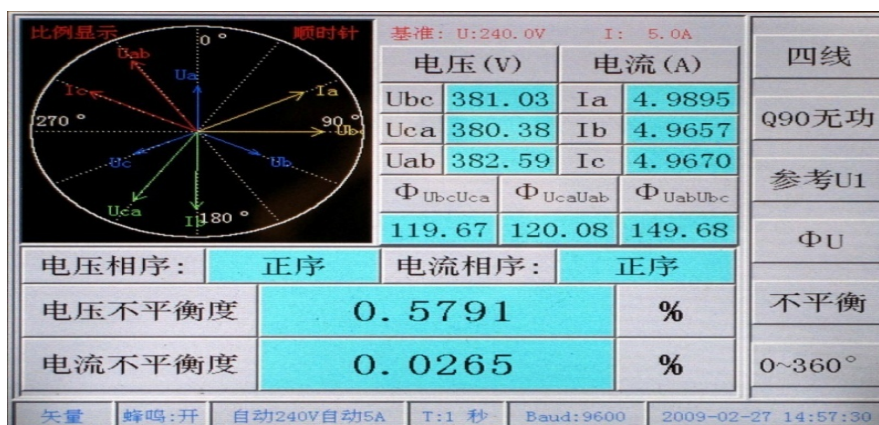 比例显示 顺时针
0°
Uab
Ua
Ic Ia
270° 90° Ubc
Uc Ub
Uca
Ib 180°
基准: U:240.0V I: 5.0A
电压(V) 电流(A)
Ubc 381.03 Ia 4.9895
Uca 380.38 Ib 4.9657
Uab 382.59 Ic 4.9670
ΦUbcUca ΦUcaUab ΦUabUbc
119.67 120.08 149.68
电压相序: 正序 电流相序: 正序
电压不平衡度 0.5791 %
电流不平衡度 0.0265 %
四线
Q90无功
参考U1
ΦU
不平衡
0~360°
矢量 蜂鸣:开 自动240V自动5A T:1 秒 Baud:9600 2009-02-27 14:57:30